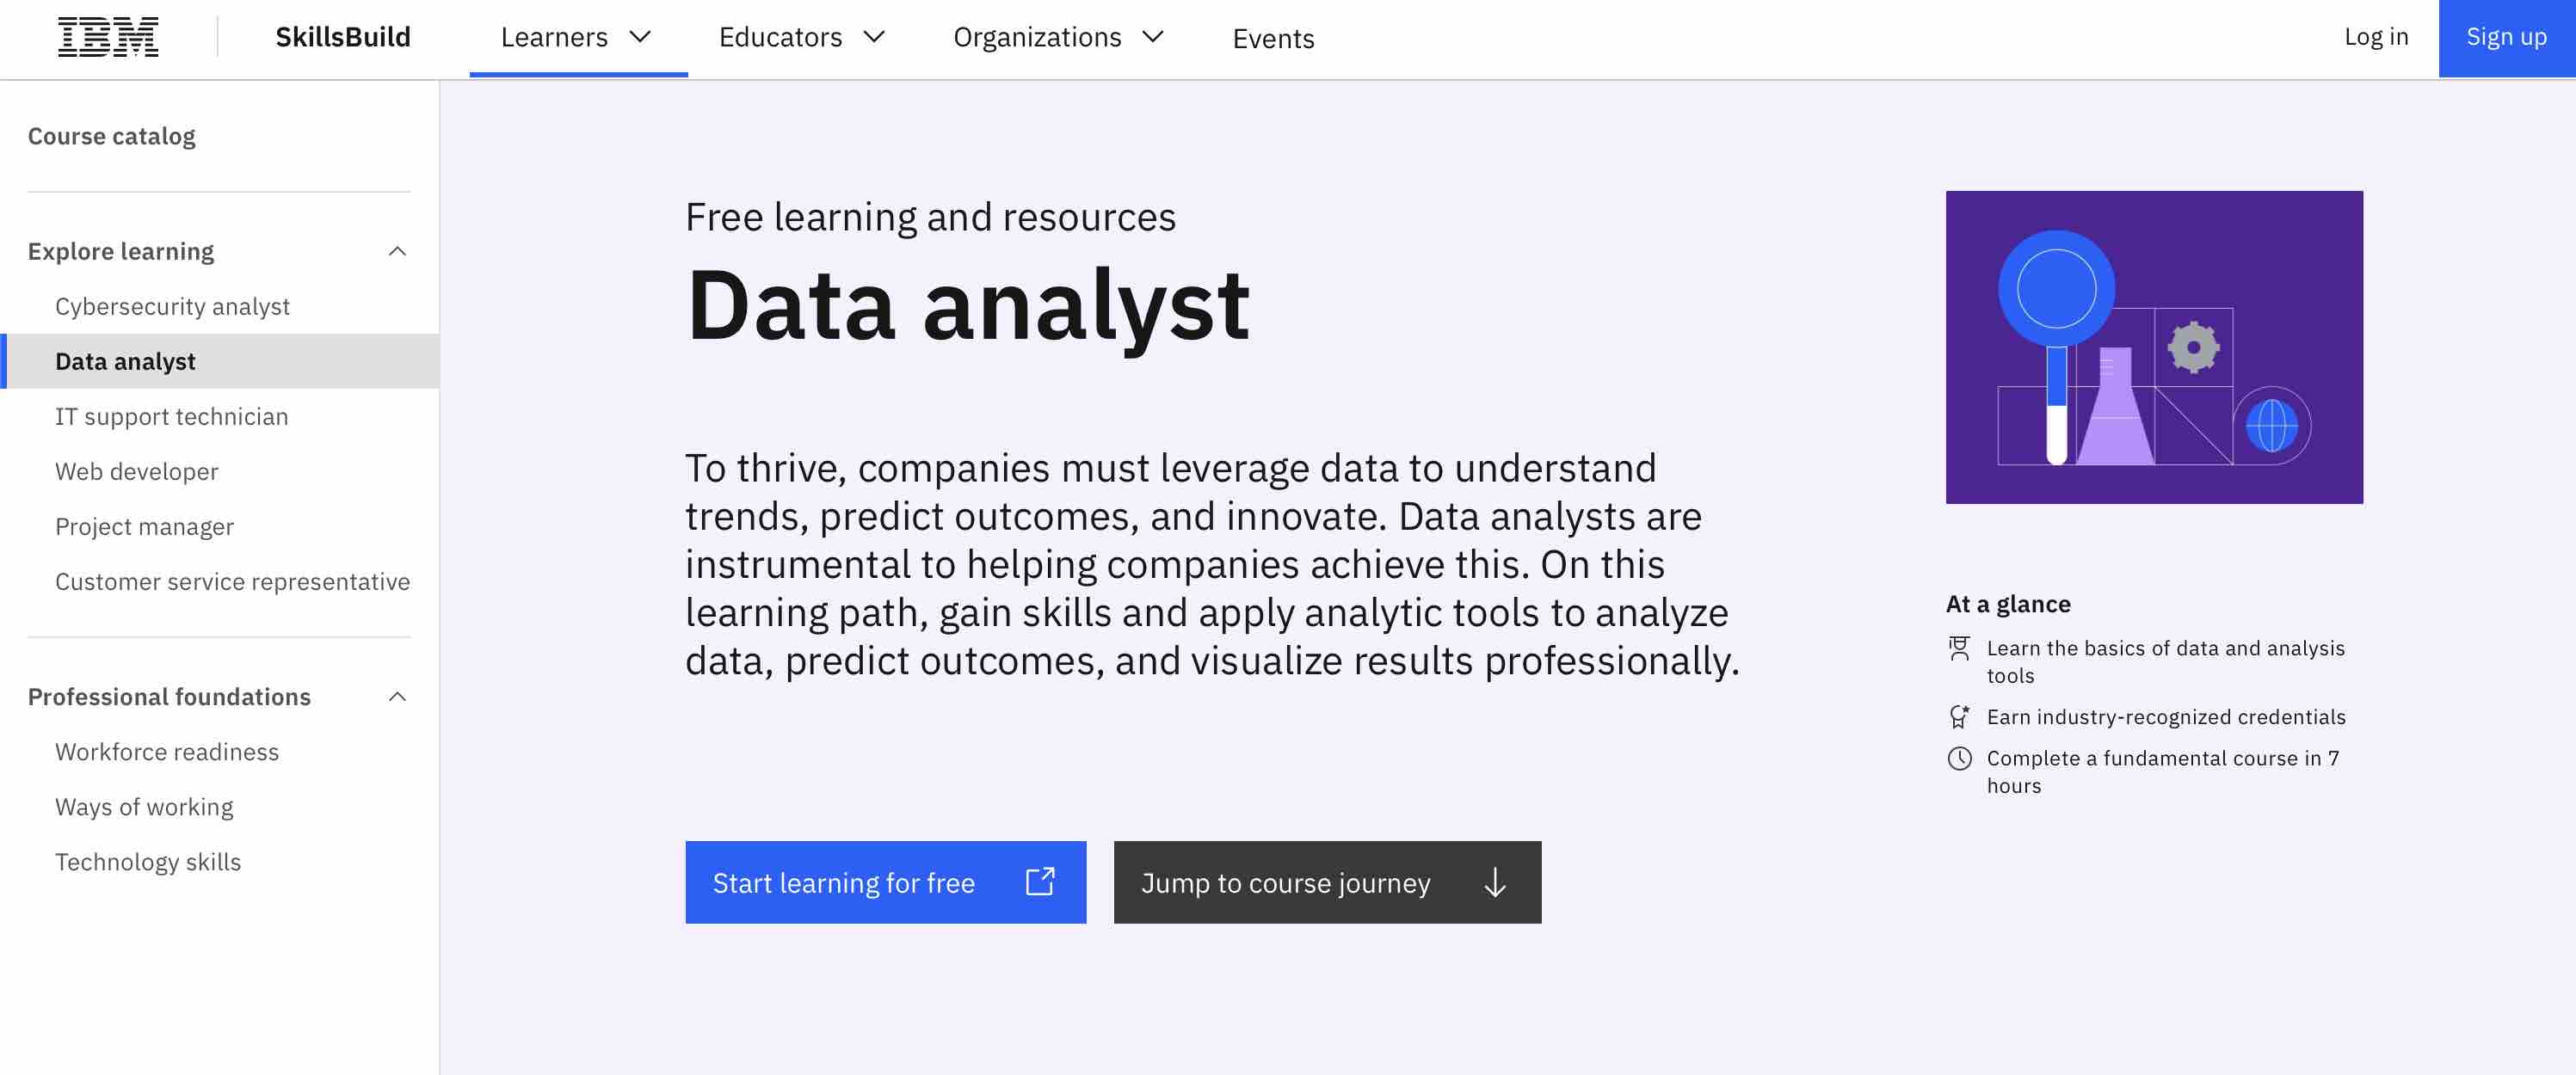 IBM
SkillsBuild
Learners
Educators
Organizations
Events
Log in
Sign up
Course catalog
Explore learning
Cybersecurity analyst
Data analyst
IT support technician
Web developer
Project manager
Customer service representative
Professional foundations
Workforce readiness
Ways of working
Technology skills
Free learning and resources
Data analyst
To thrive, companies must leverage data to understand
trends, predict outcomes, and innovate. Data analysts are
instrumental to helping companies achieve this. On this
learning path, gain skills and apply analytic tools to analyze
data, predict outcomes, and visualize results professionally.
Start learning for free
Jump to course journey
At a glance
Learn the basics of data and analysis
tools
Earn industry-recognized credentials
Complete a fundamental course in 7
hours